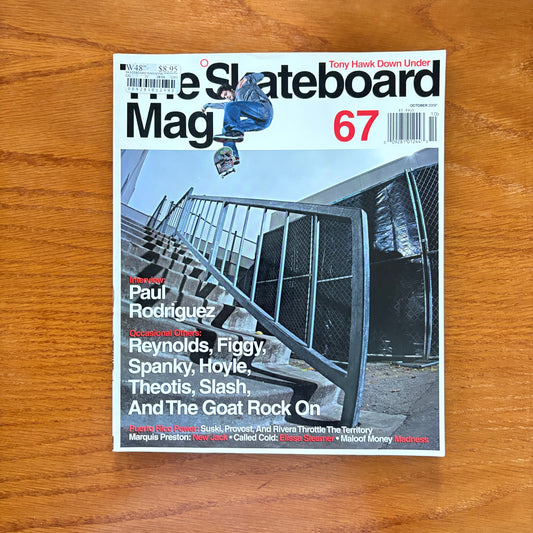 W48 $8.95
Tony Hawk Down Under
The Skateboard
Mag
67
OCTOBER 2009
Interview:
Paul
Rodriguez
Occasional Others:
Reynolds, Figgy,
Spanky, Hoyle,
Theotis, Slash,
And The Goat Rock On
Puerto Rico Power: Suski, Provost, And Rivera Throttle The Territory
Marquis Preston: New Jack • Called Cold: Elissa Steamer • Maloof Money Madness